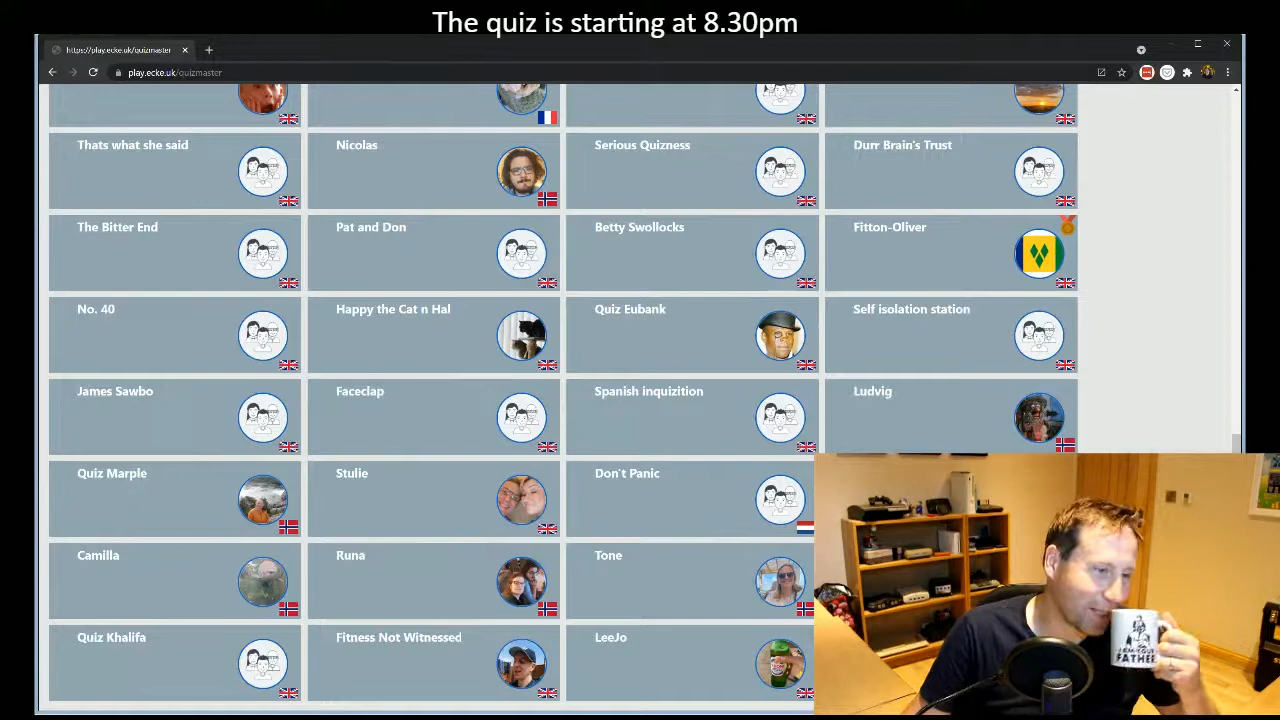 The quiz is starting at 8.30pm
https://play.ecke.uk/quizmaster
play.ecke.uk/quizmaster
Thats what she said
Nicolas
Serious Quizness
Durr Brain's Trust
The Bitter End
Pat and Don
Betty Swollocks
Fitton-Oliver
No. 40
Happy the Cat n Hal
Quiz Eubank
Self isolation station
James Sawbo
Faceclap
Spanish inquizition
Ludvig
Quiz Marple
Stulie
Don't Panic
Camilla
Runa
Tone
Quiz Khalifa
Fitness Not Witnessed
LeeJo
I AM YOUR
FATHER